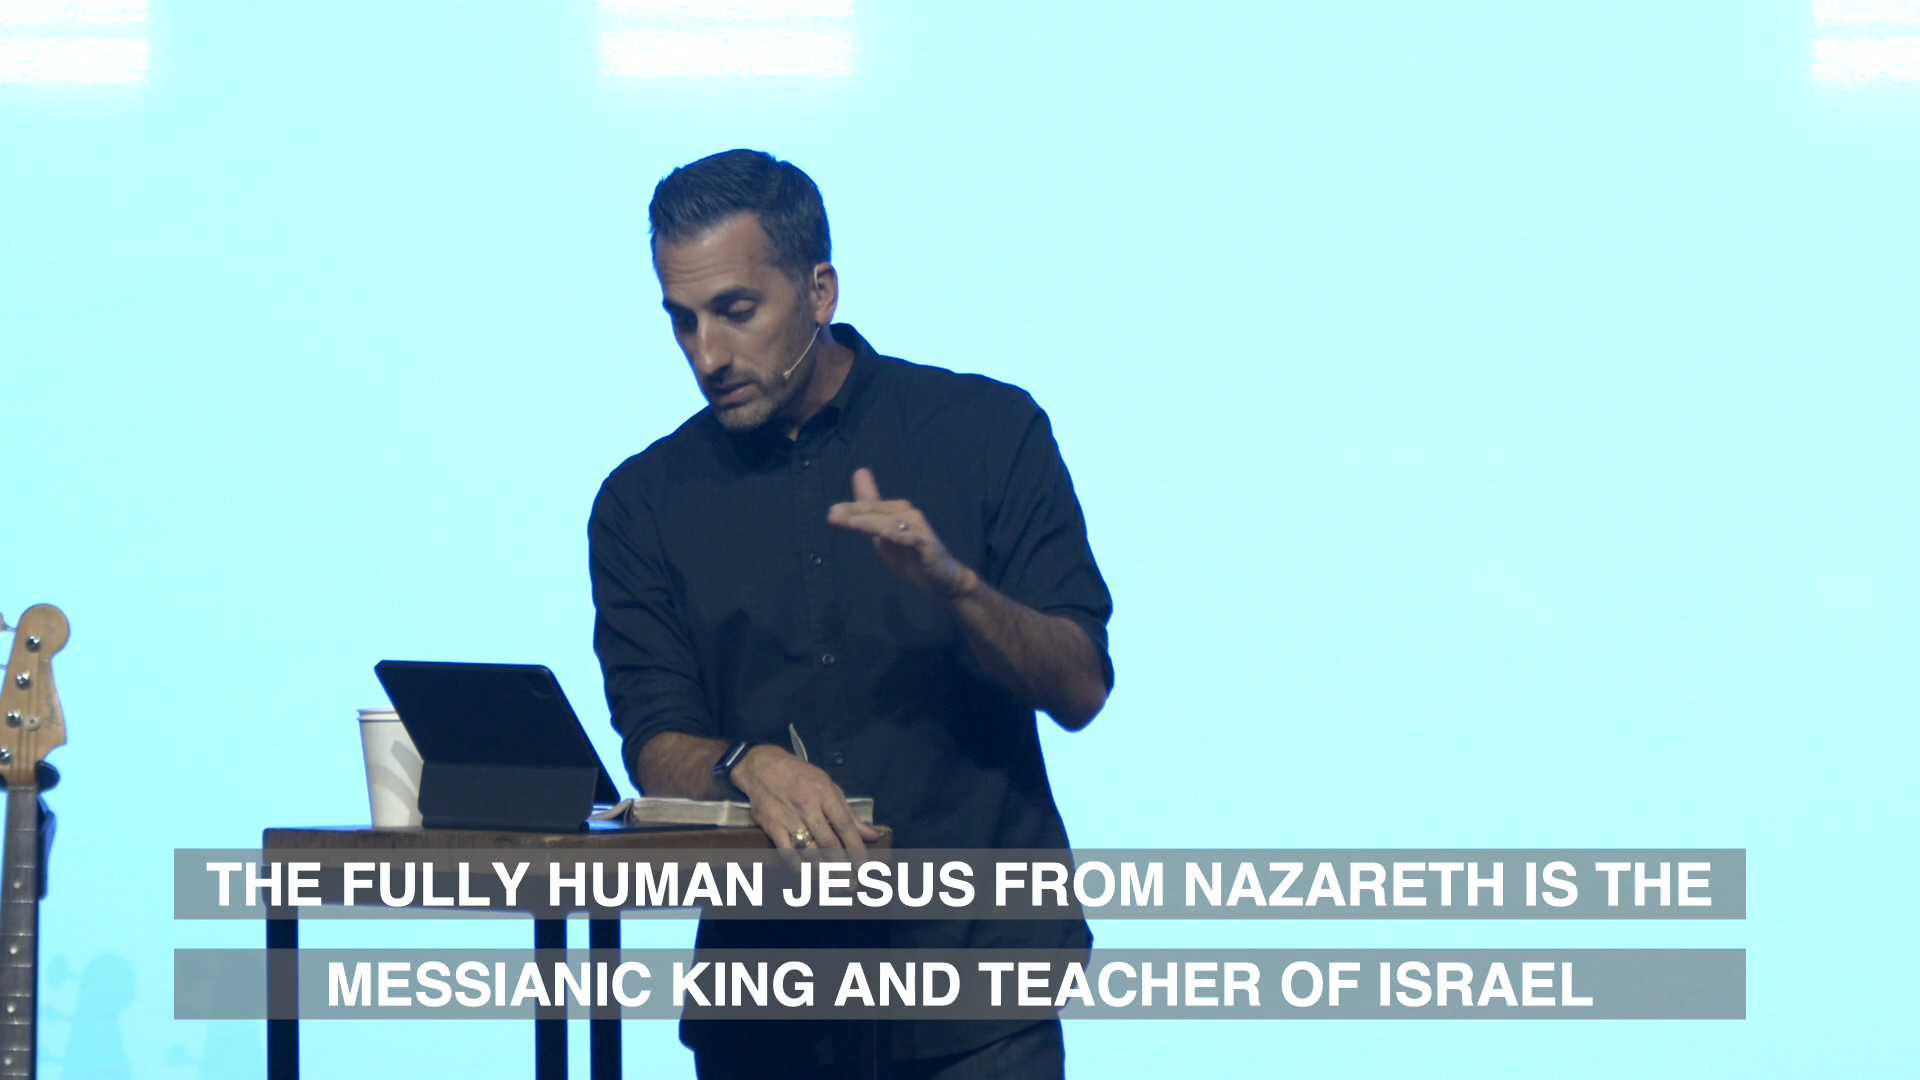 THE FULLY HUMAN JESUS FROM NAZARETH IS THE
MESSIANIC KING AND TEACHER OF ISRAEL